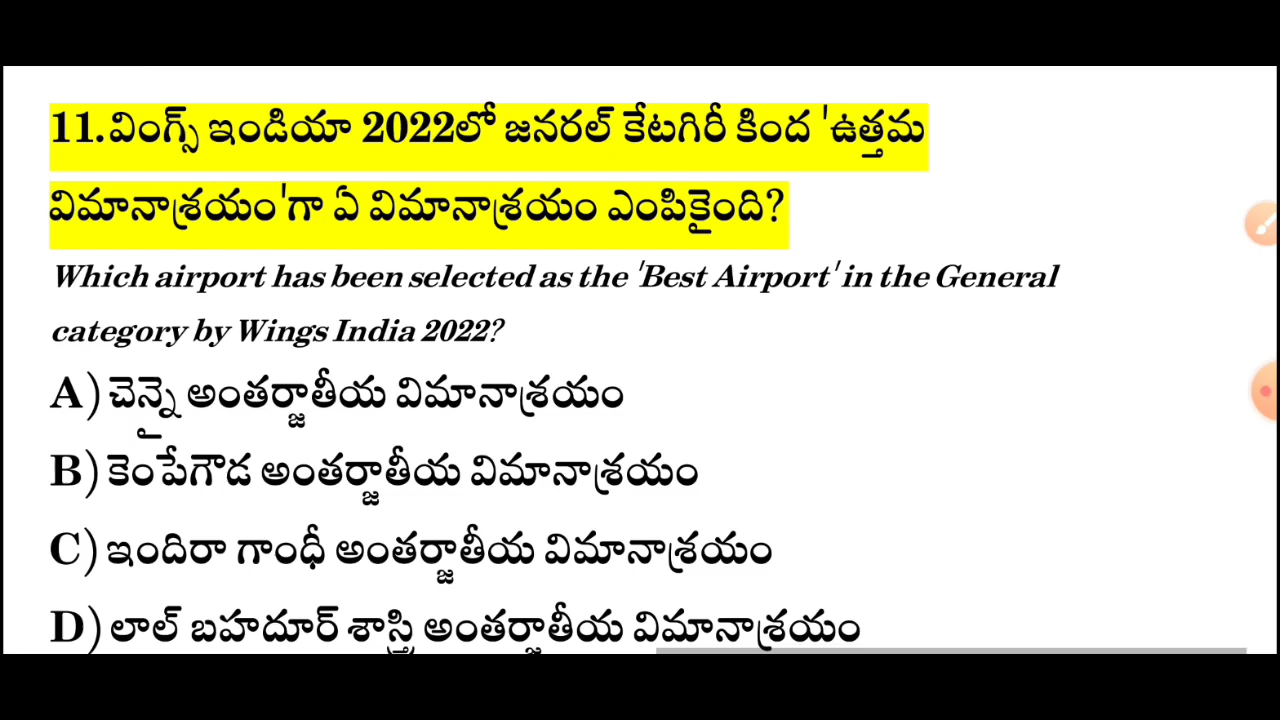 11.వింగ్స్ ఇండియా 2022లో జనరల్ కేటగిరీ కింద 'ఉత్తమ
విమానాశ్రయం'గా ఏ విమానాశ్రయం ఎంపికైంది?
Which airport has been selected as the 'Best Airport' in the General
category by Wings India 2022?
A) చెన్నై అంతర్జాతీయ విమానాశ్రయం
B) కెంపేగౌడ అంతర్జాతీయ విమానాశ్రయం
C) ఇందిరా గాంధీ అంతర్జాతీయ విమానాశ్రయం
D) లాల్ బహదూర్ శాస్త్రి అంతర్జాతీయ విమానాశ్రయం